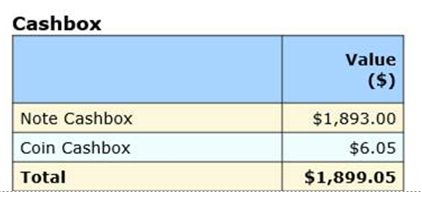 Cashbox
Value
($)
Note Cashbox $1,893.00
Coin Cashbox $6.05
Total $1,899.05